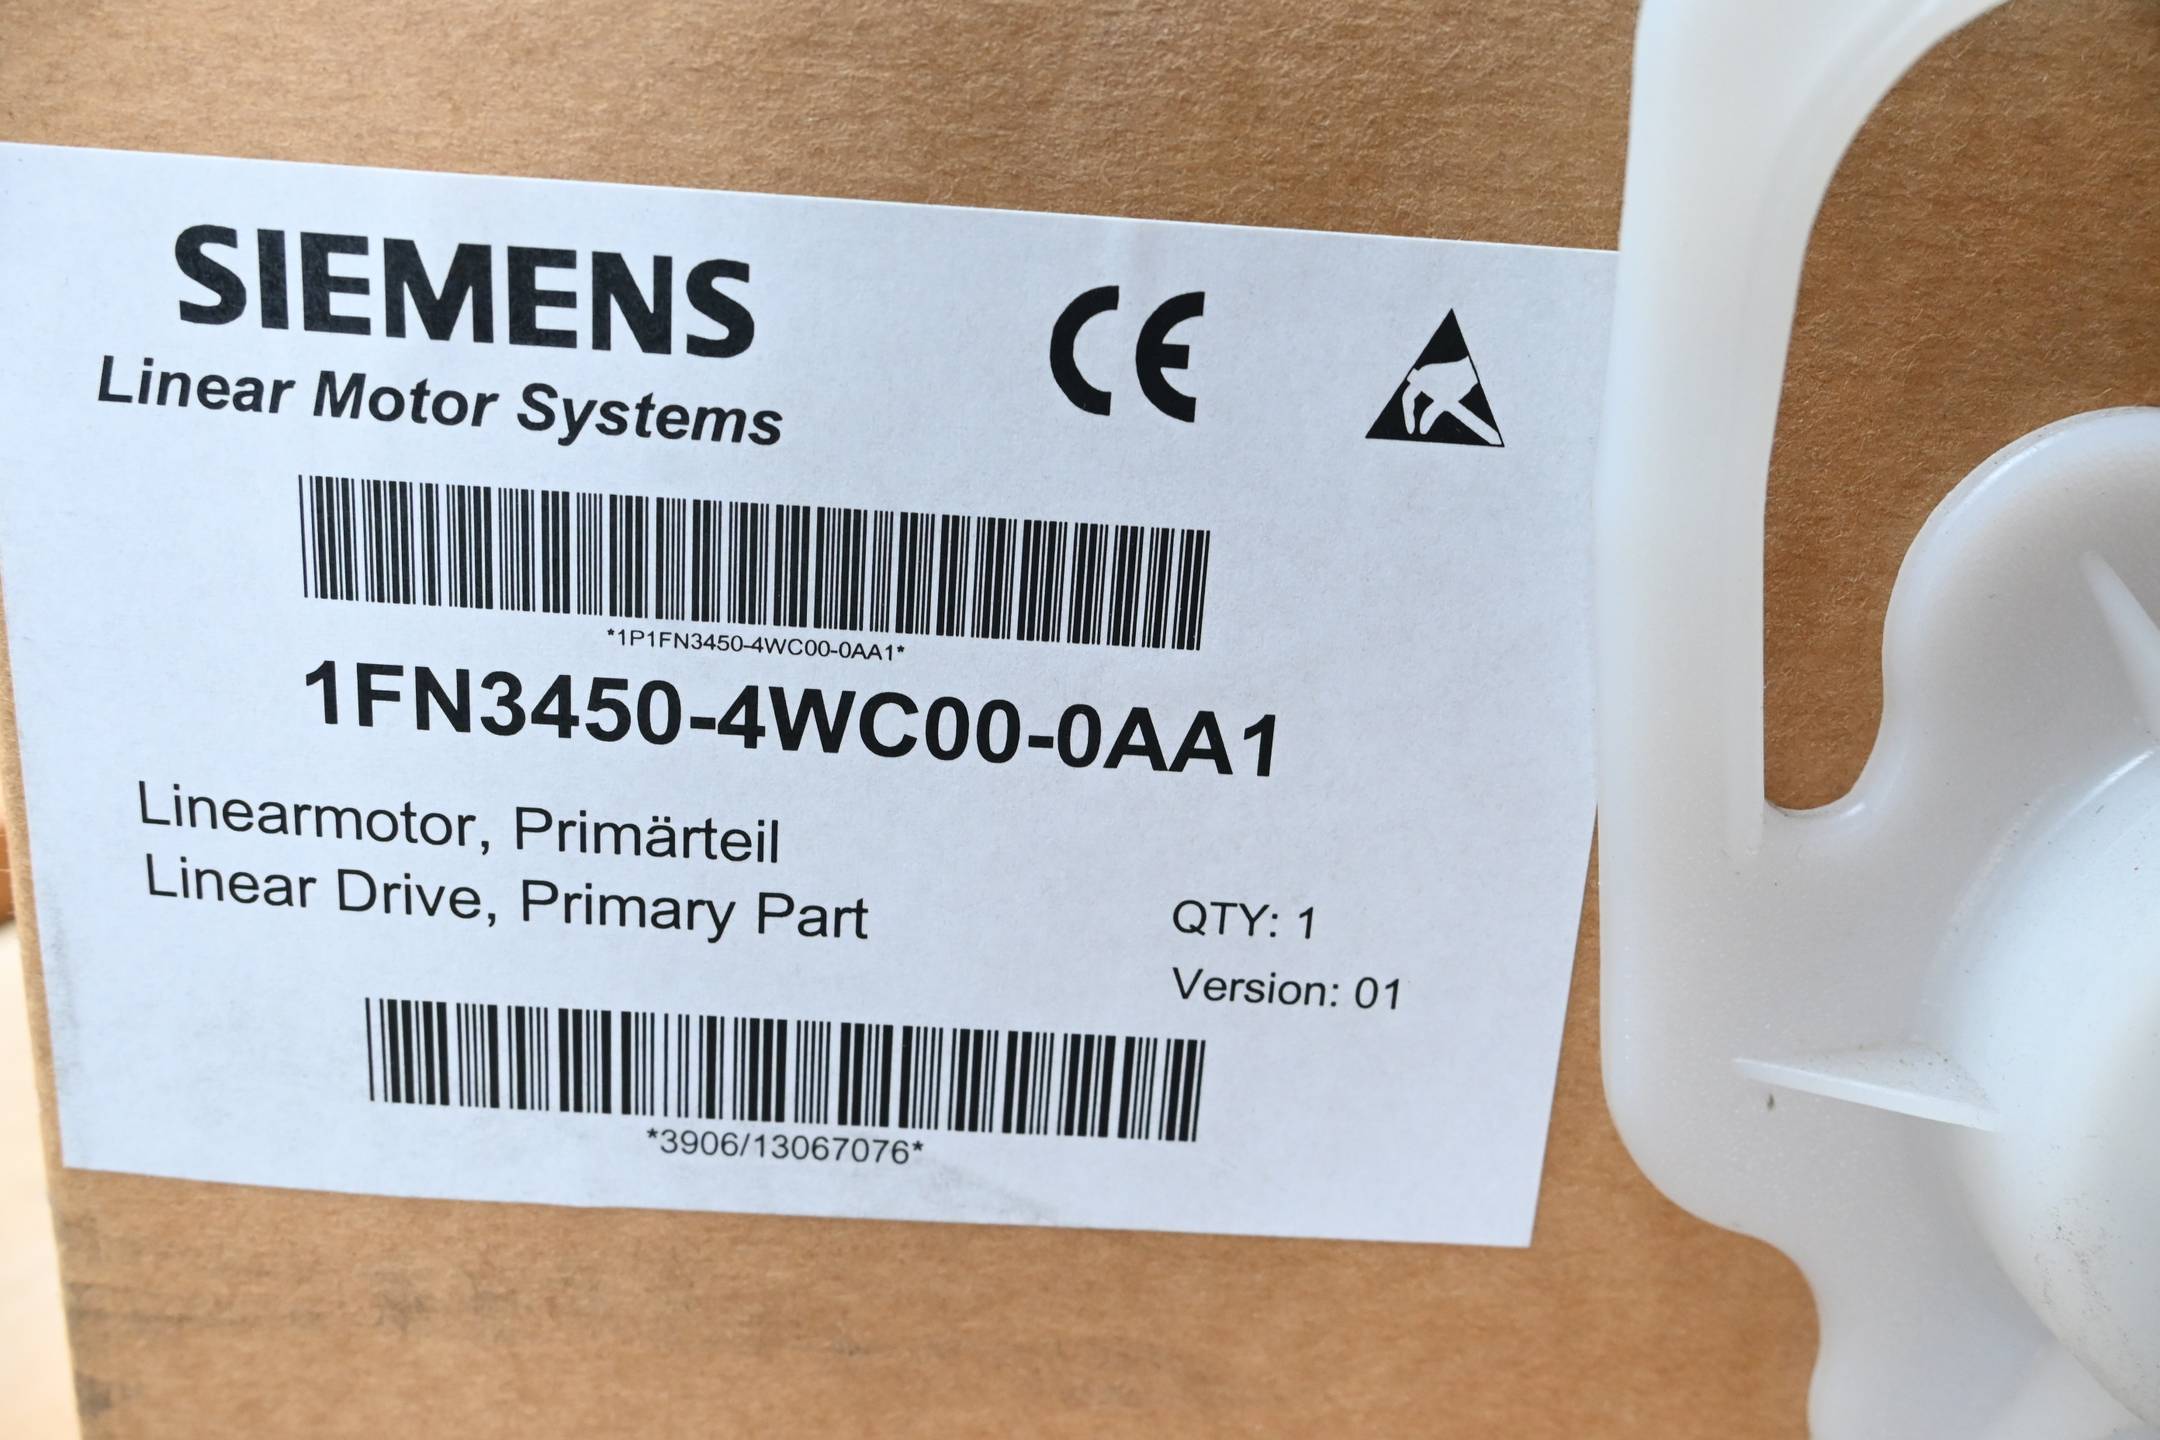 SIEMENS
Linear Motor Systems
CE
*1P1FN3450-4WC00-0AA1*
1FN3450-4WC00-0AA1
Linearmotor, Primärteil
Linear Drive, Primary Part
QTY: 1
Version: 01
*3906/13067076*